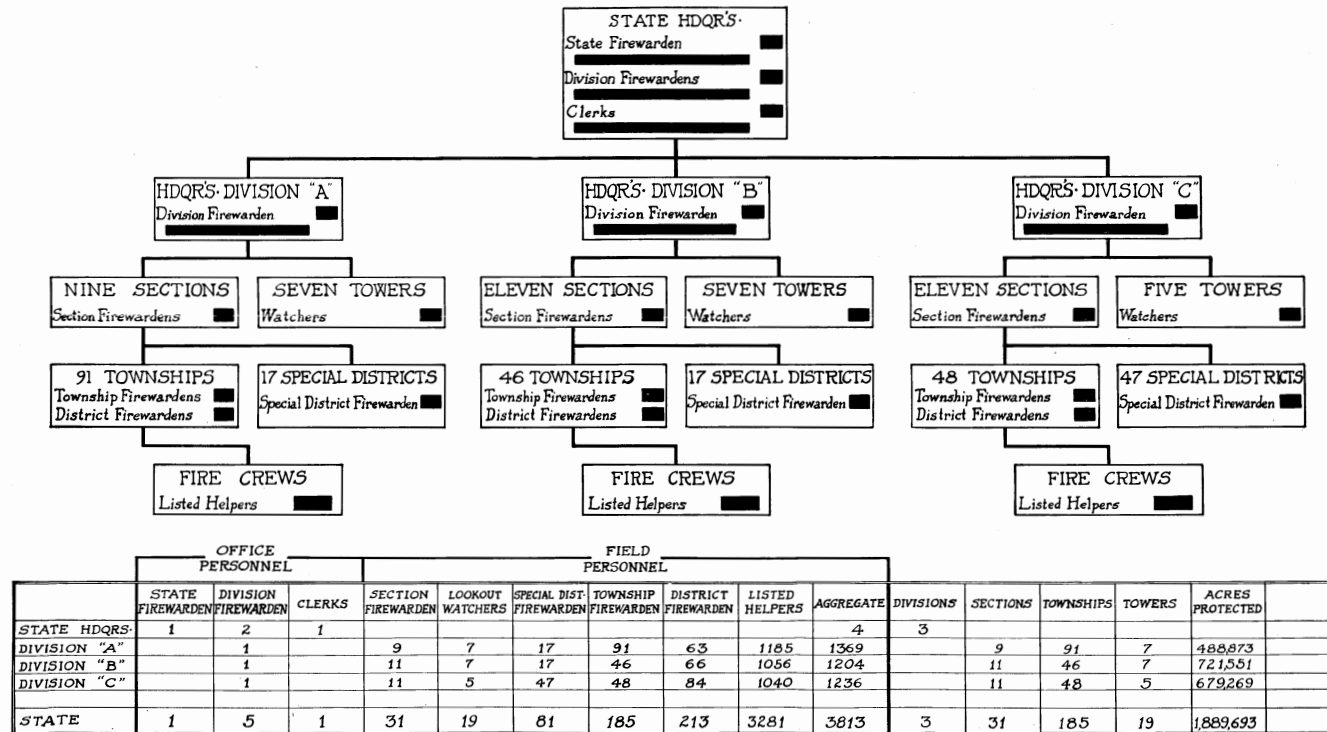 STATE HDQR'S.
State Firewarden
Division Firewardens
Clerks
HDQR'S. DIVISION "A"
Division Firewarden
HDQR'S. DIVISION "B"
Division Firewarden
HDQR'S. DIVISION "C"
Division Firewarden
NINE SECTIONS
Section Firewardens
SEVEN TOWERS
Watchers
ELEVEN SECTIONS
Section Firewardens
SEVEN TOWERS
Watchers
ELEVEN SECTIONS
Section Firewardens
FIVE TOWERS
Watchers
91 TOWNSHIPS
Township Firewardens
District Firewardens
17 SPECIAL DISTRICTS
Special District Firewarden
46 TOWNSHIPS
Township Firewardens
District Firewardens
17 SPECIAL DISTRICTS
Special District Firewarden
48 TOWNSHIPS
Township Firewardens
District Firewardens
47 SPECIAL DISTRICTS
Special District Firewarden
FIRE CREWS
Listed Helpers
FIRE CREWS
Listed Helpers
FIRE CREWS
Listed Helpers
OFFICE PERSONNEL FIELD PERSONNEL
STATE FIREWARDEN DIVISION FIREWARDEN CLERKS SECTION FIREWARDEN LOOKOUT WATCHERS SPECIAL DIST. FIREWARDEN TOWNSHIP FIREWARDEN DISTRICT FIREWARDEN LISTED HELPERS AGGREGATE DIVISIONS SECTIONS TOWNSHIPS TOWERS ACRES PROTECTED
STATE HDQRS. 1 2 1 4 3
DIVISION "A" 1 9 7 17 91 63 1185 1369 9 91 7 488,873
DIVISION "B" 1 11 7 17 46 66 1056 1204 11 46 7 721,551
DIVISION "C" 1 11 5 47 48 84 1040 1236 11 48 5 679,269
STATE 1 5 1 31 19 81 185 213 3281 3813 3 31 185 19 1,889,693